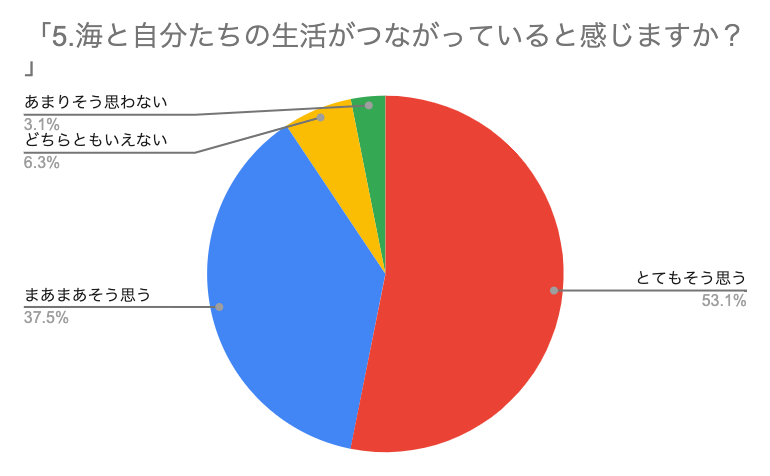 「5.海と自分たちの生活がつながっていると感じますか？
」
あまりそう思わない
3.1%
どちらともいえない
6.3%
まあまあそう思う
37.5%
とてもそう思う
53.1%